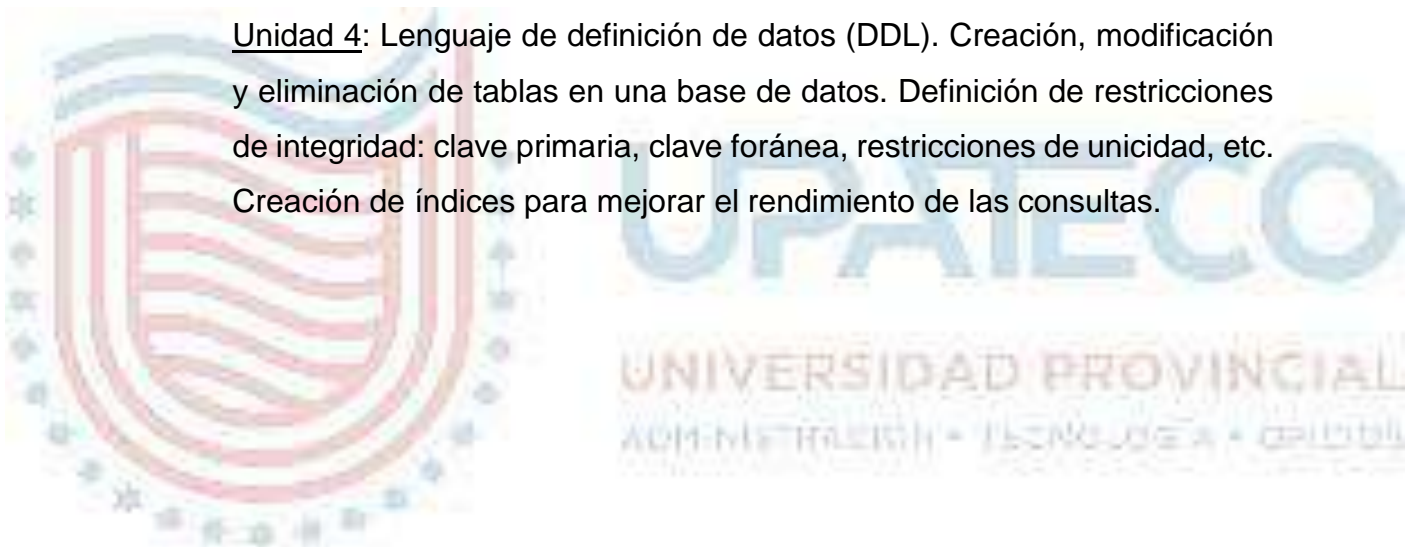 Unidad 4: Lenguaje de definición de datos (DDL). Creación, modificación
y eliminación de tablas en una base de datos. Definición de restricciones
de integridad: clave primaria, clave foránea, restricciones de unicidad, etc.
Creación de índices para mejorar el rendimiento de las consultas.
UPATECO
UNIVERSIDAD PROVINCIAL
ADMINISTRACIÓN • TECNOLOGÍA •